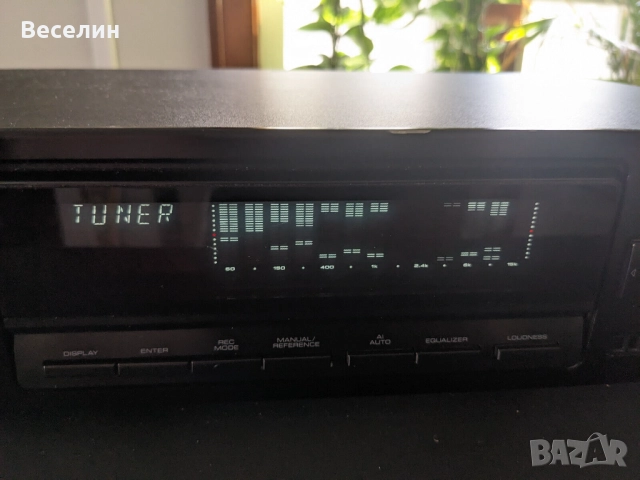 Веселин
TUNER
60 • 150 • 400 • 1k • 2.4k • 6k • 15k
DISPLAY
ENTER
REC MODE
MANUAL/ REFERENCE
AI AUTO
EQUALIZER
LOUDNESS
BAZAR